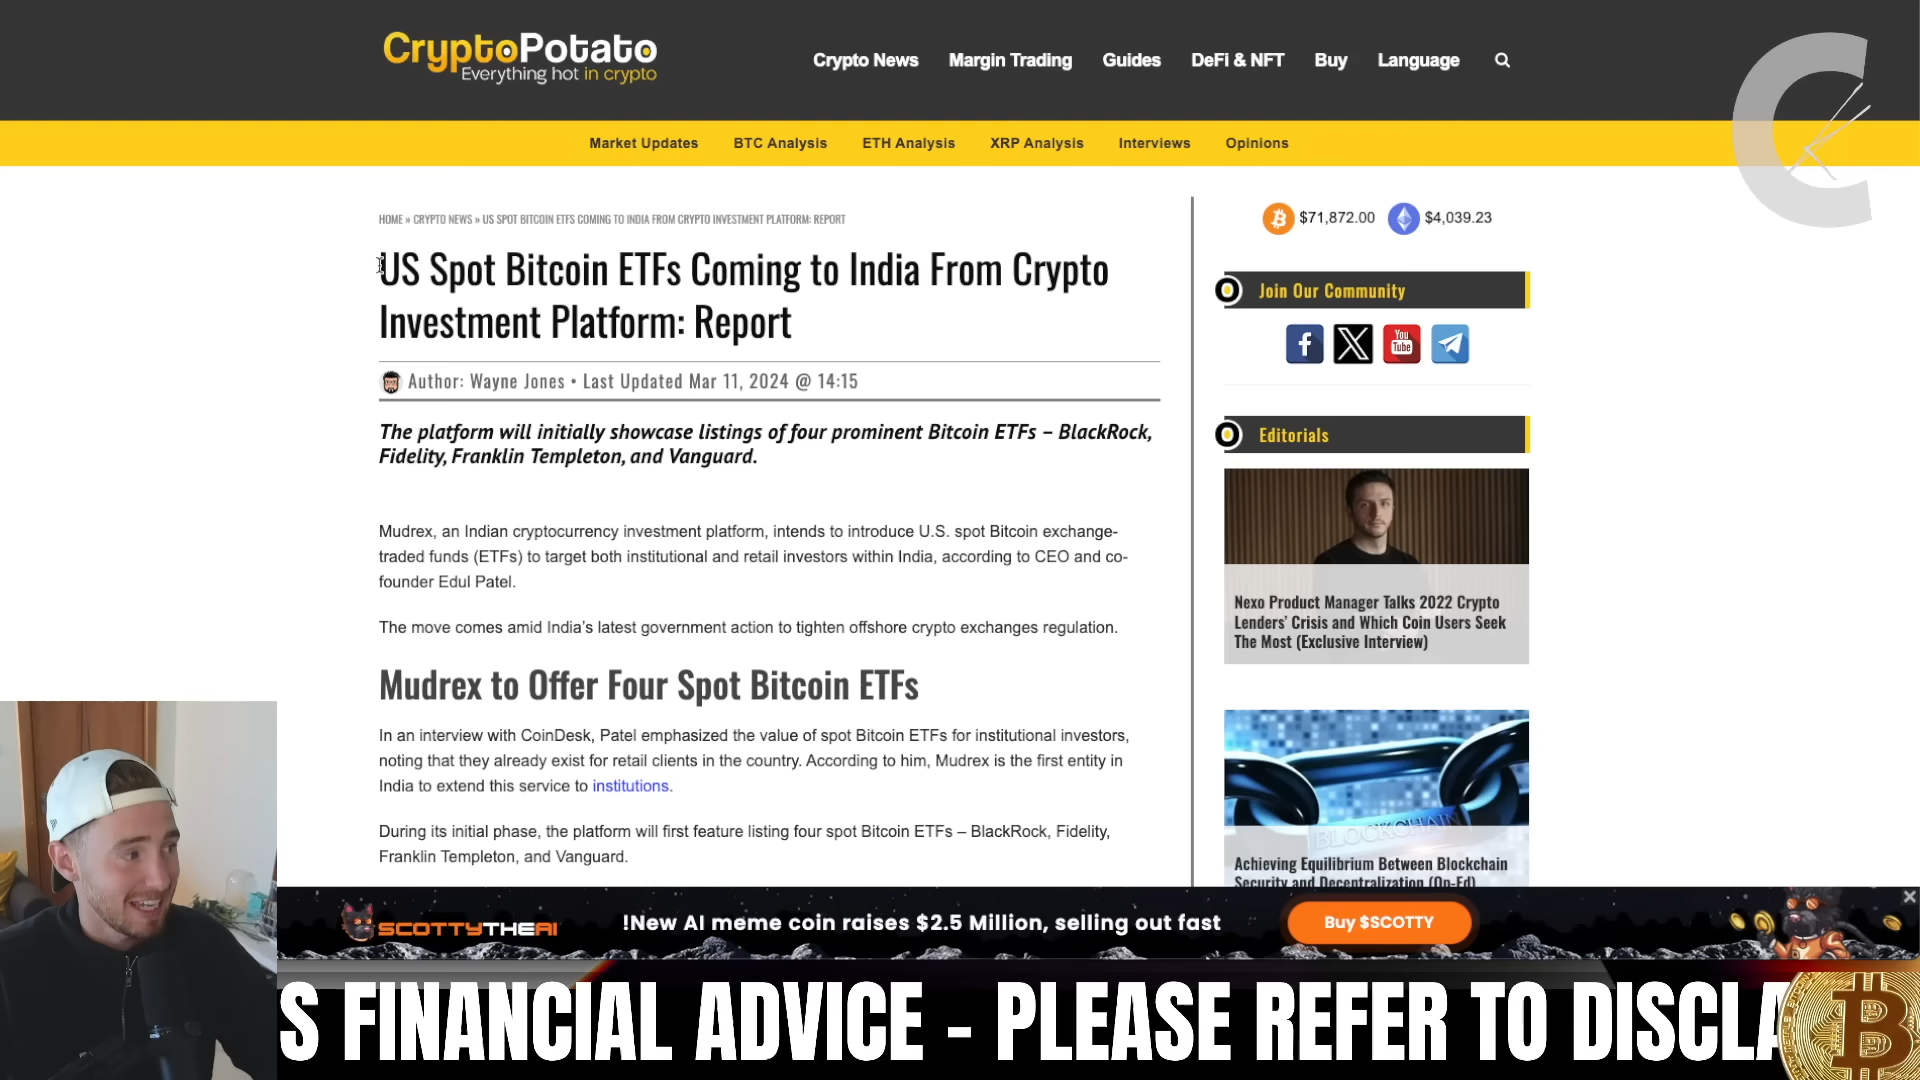 CryptoPotato
Everything hot in crypto
Crypto News Margin Trading Guides DeFi & NFT Buy Language
Market Updates BTC Analysis ETH Analysis XRP Analysis Interviews Opinions
HOME » CRYPTO NEWS » US SPOT BITCOIN ETFS COMING TO INDIA FROM CRYPTO INVESTMENT PLATFORM: REPORT
US Spot Bitcoin ETFs Coming to India From Crypto
Investment Platform: Report
Author: Wayne Jones • Last Updated Mar 11, 2024 @ 14:15
The platform will initially showcase listings of four prominent Bitcoin ETFs – BlackRock,
Fidelity, Franklin Templeton, and Vanguard.
Mudrex, an Indian cryptocurrency investment platform, intends to introduce U.S. spot Bitcoin exchange-
traded funds (ETFs) to target both institutional and retail investors within India, according to CEO and co-
founder Edul Patel.
The move comes amid India's latest government action to tighten offshore crypto exchanges regulation.
Mudrex to Offer Four Spot Bitcoin ETFs
In an interview with CoinDesk, Patel emphasized the value of spot Bitcoin ETFs for institutional investors,
noting that they already exist for retail clients in the country. According to him, Mudrex is the first entity in
India to extend this service to institutions.
During its initial phase, the platform will first feature listing four spot Bitcoin ETFs – BlackRock, Fidelity,
Franklin Templeton, and Vanguard.
$71,872.00 $4,039.23
Join Our Community
You
Tube
Editorials
Nexo Product Manager Talks 2022 Crypto
Lenders' Crisis and Which Coin Users Seek
The Most (Exclusive Interview)
BLOCKCHAIN
Achieving Equilibrium Between Blockchain
Security and Decentralization (Op-Ed)
SCOTTYTHEAI
!New AI meme coin raises $2.5 Million, selling out fast
Buy $SCOTTY
S FINANCIAL ADVICE - PLEASE REFER TO DISCLA